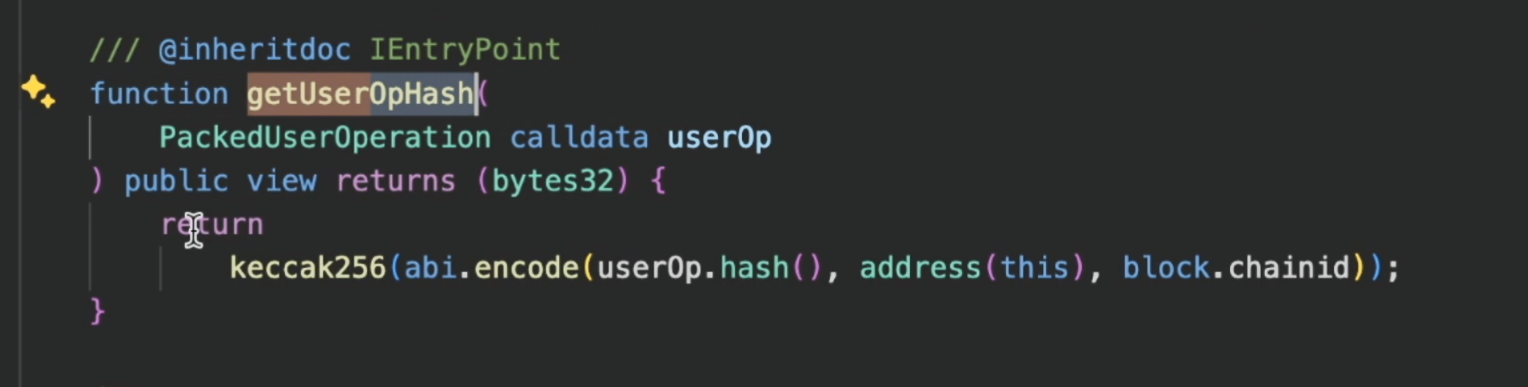 /// @inheritdoc IEntryPoint
function getUserOpHash(
PackedUserOperation calldata userOp
) public view returns (bytes32) {
return
keccak256(abi.encode(userOp.hash(), address(this), block.chainid));
}